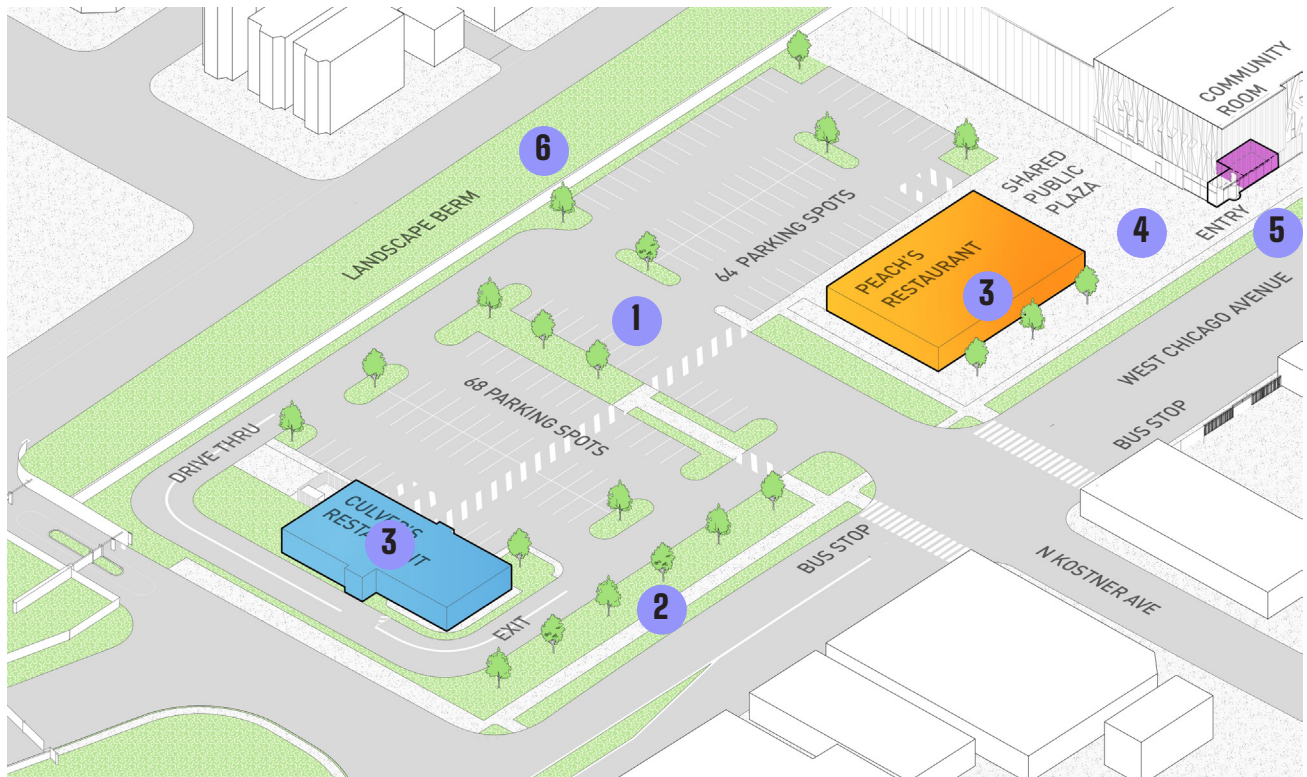 COMMUNITY
ROOM
6
SHARED
PUBLIC
PLAZA
LANDSCAPE BERM
64 PARKING SPOTS
4
ENTRY
5
PEACH'S
RESTAURANT
3
1
WEST CHICAGO AVENUE
68 PARKING SPOTS
BUS STOP
DRIVE-THRU
CULVER'S
RESTAURANT
3
BUS STOP
N KOSTNER AVE
2
EXIT